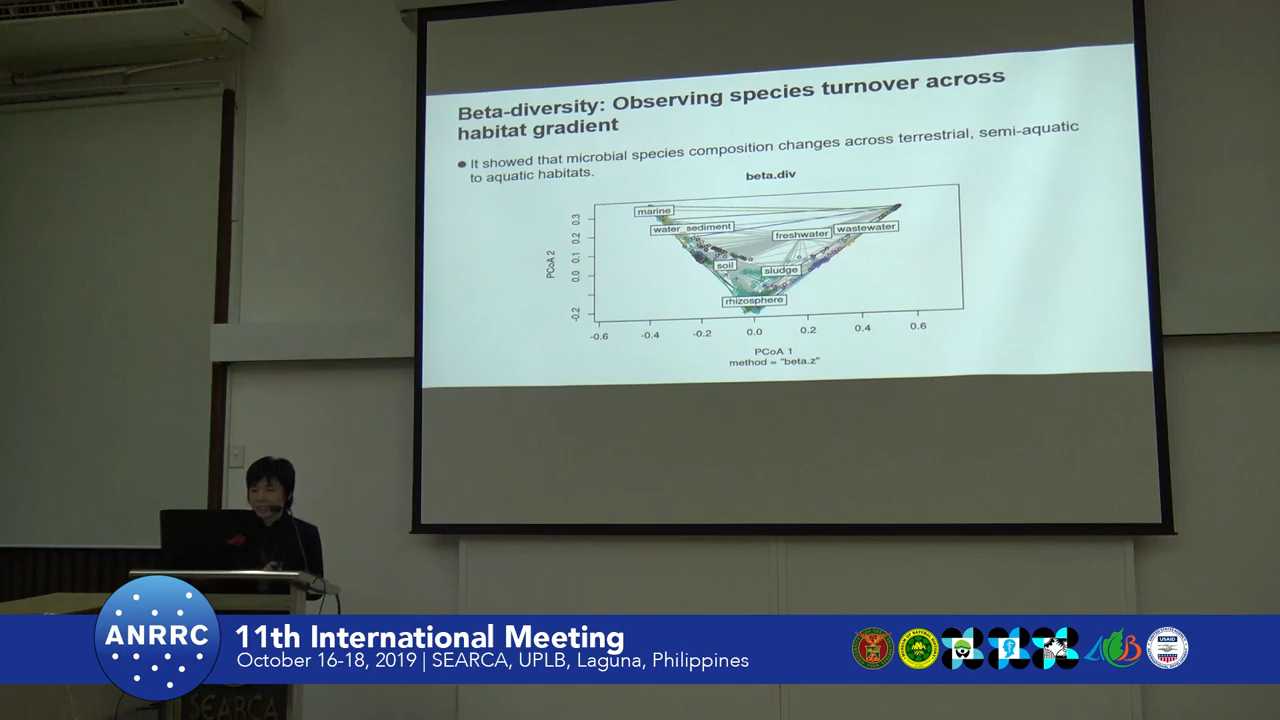 Beta-diversity: Observing species turnover across
habitat gradient
It showed that microbial species composition changes across terrestrial, semi-aquatic
to aquatic habitats.
beta.div
marine
water_sediment
freshwater
wastewater
soil
sludge
rhizosphere
PCoA 2
0.3
0.2
0.1
0.0
-0.2
-0.6
-0.4
-0.2
0.0
0.2
0.4
0.6
PCoA 1
method = "beta.z"
ANRRC
11th International Meeting
October 16-18, 2019 | SEARCA, UPLB, Laguna, Philippines
USAID
SEARCA